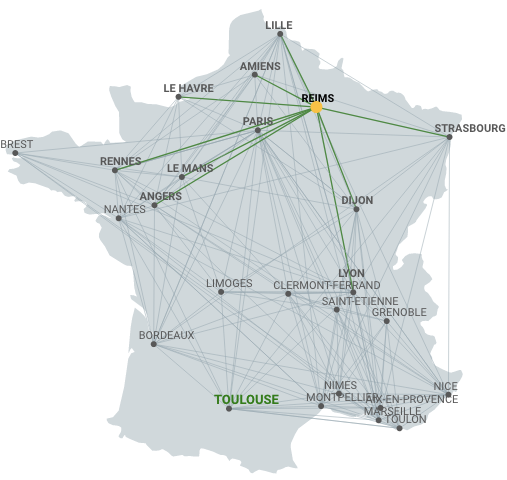 LILLE
AMIENS
LE HAVRE
REIMS
PARIS
STRASBOURG
BREST
RENNES
LE MANS
ANGERS
DIJON
NANTES
LYON
LIMOGES
CLERMONT-FERRAND
SAINT-ETIENNE
GRENOBLE
BORDEAUX
NIMES
NICE
TOULOUSE
MONTPELLIER
AIX-EN-PROVENCE
MARSEILLE
TOULON